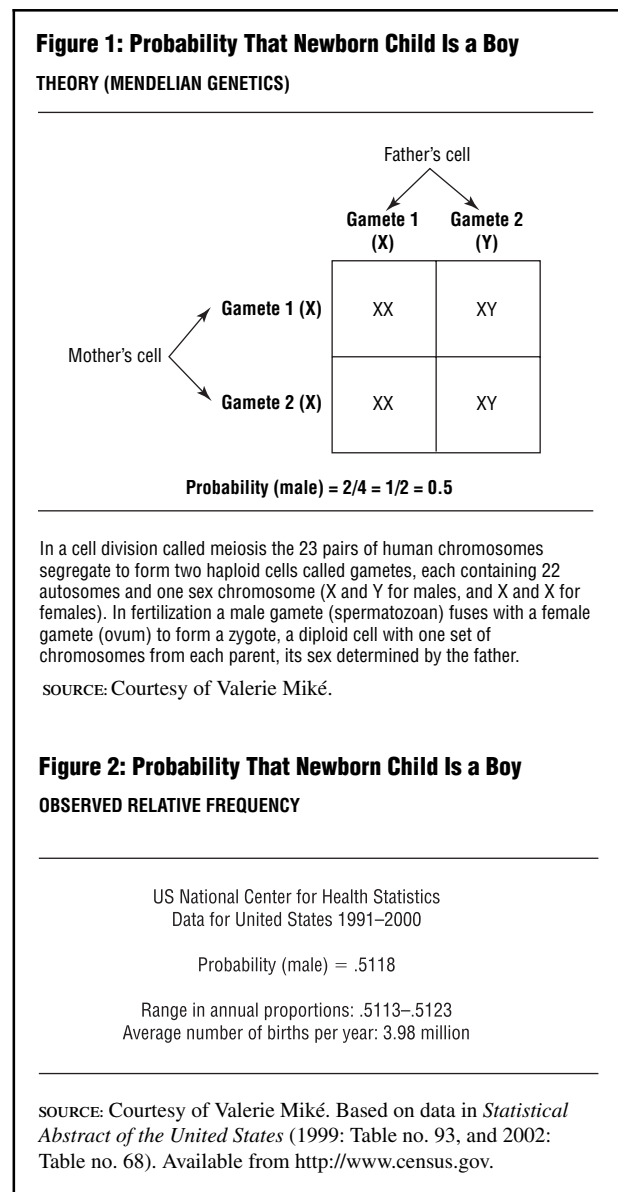 Figure 1: Probability That Newborn Child Is a Boy
THEORY (MENDELIAN GENETICS)
Father's cell
Gamete 1 Gamete 2
(X) (Y)
Gamete 1 (X) XX XY
Mother's cell
Gamete 2 (X) XX XY
Probability (male) = 2/4 = 1/2 = 0.5
In a cell division called meiosis the 23 pairs of human chromosomes
segregate to form two haploid cells called gametes, each containing 22
autosomes and one sex chromosome (X and Y for males, and X and X for
females). In fertilization a male gamete (spermatozoan) fuses with a female
gamete (ovum) to form a zygote, a diploid cell with one set of
chromosomes from each parent, its sex determined by the father.
SOURCE: Courtesy of Valerie Miké.
Figure 2: Probability That Newborn Child Is a Boy
OBSERVED RELATIVE FREQUENCY
US National Center for Health Statistics
Data for United States 1991–2000
Probability (male) = .5118
Range in annual proportions: .5113–.5123
Average number of births per year: 3.98 million
SOURCE: Courtesy of Valerie Miké. Based on data in Statistical
Abstract of the United States (1999: Table no. 93, and 2002:
Table no. 68). Available from http://www.census.gov.